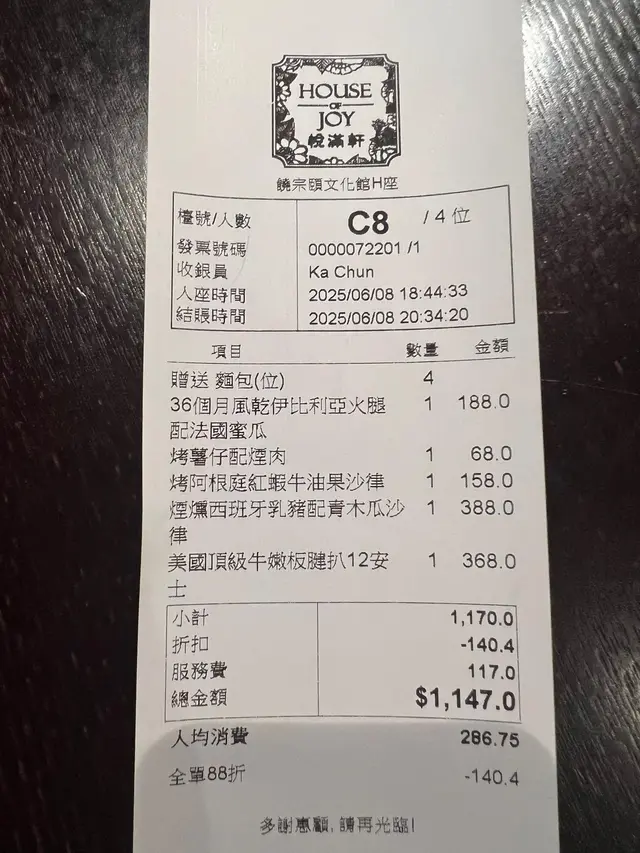 HOUSE
OF
JOY
悅滿軒
饒宗頤文化館H座
檯號/人數 C8 / 4 位
發票號碼 0000072201 /1
收銀員 Ka Chun
入座時間 2025/06/08 18:44:33
結賬時間 2025/06/08 20:34:20
項目 數量 金額
贈送 麵包(位) 4
36個月風乾伊比利亞火腿 1 188.0
配法國蜜瓜
烤薯仔配煙肉 1 68.0
烤阿根庭紅蝦牛油果沙律 1 158.0
煙燻西班牙乳豬配青木瓜沙 1 388.0
律
美國頂級牛嫩板腱扒12安 1 368.0
士
小計 1,170.0
折扣 -140.4
服務費 117.0
總金額 $1,147.0
人均消費 286.75
全單88折 -140.4
多謝惠顧, 請再光臨!